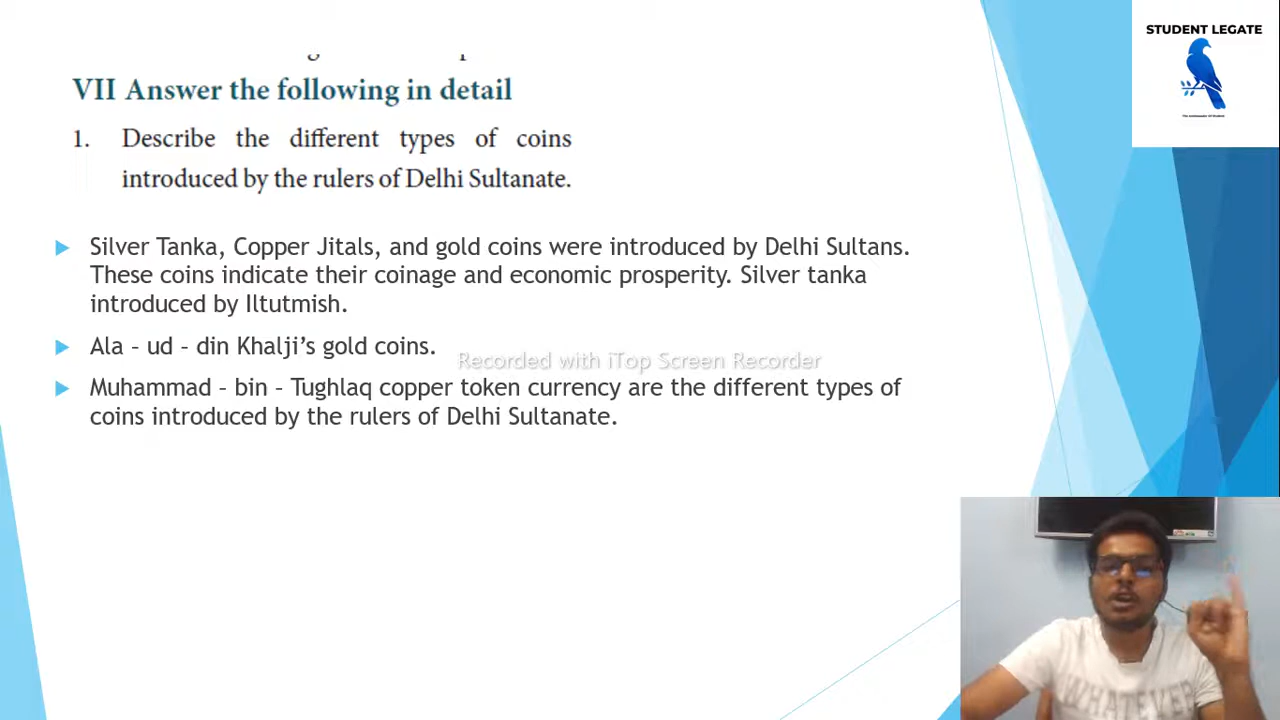 STUDENT LEGATE
VII Answer the following in detail
1. Describe the different types of coins
introduced by the rulers of Delhi Sultanate.
Silver Tanka, Copper Jitals, and gold coins were introduced by Delhi Sultans.
These coins indicate their coinage and economic prosperity. Silver tanka
introduced by Iltutmish.
Ala – ud – din Khalji’s gold coins.
Recorded with iTop Screen Recorder
Muhammad – bin – Tughlaq copper token currency are the different types of
coins introduced by the rulers of Delhi Sultanate.
WHATEVER